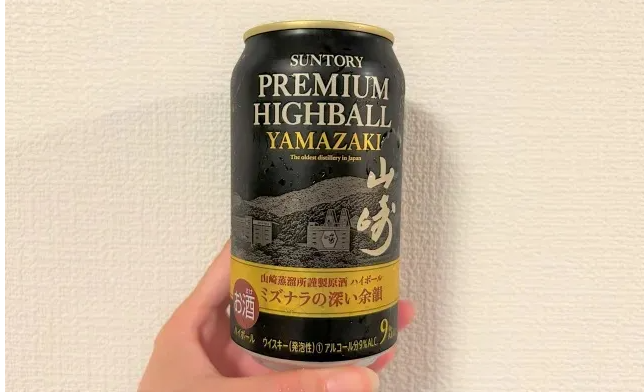 SUNTORY
PREMIUM
HIGHBALL
YAMAZAKI
The oldest distillery in Japan
山崎
山崎蒸溜所謹製原酒 ハイボール
ミズナラの深い余韻
お酒
ハイボール
ウイスキー(発泡性)① アルコール分9%ALC.
9